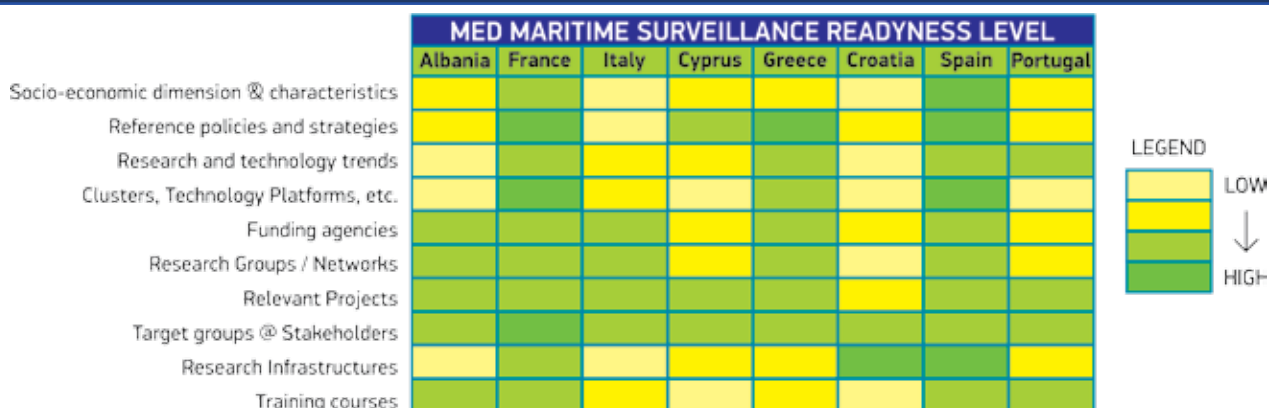 MED MARITIME SURVEILLANCE READYNESS LEVEL
Albania France Italy Cyprus Greece Croatia Spain Portugal
Socio-economic dimension & characteristics
Reference policies and strategies
Research and technology trends
Clusters, Technology Platforms, etc.
Funding agencies
Research Groups / Networks
Relevant Projects
Target groups @ Stakeholders
Research Infrastructures
Training courses
LEGEND
LOW
HIGH